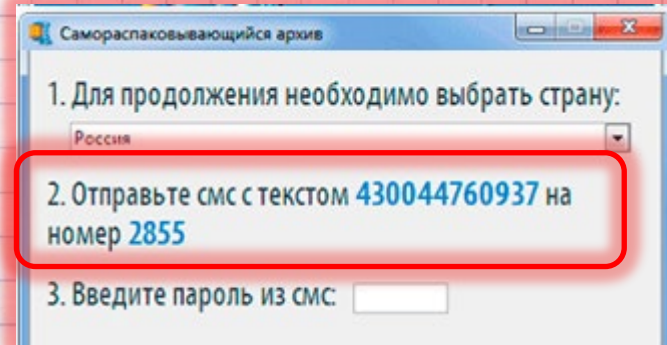 Самораспаковывающийся архив
1. Для продолжения необходимо выбрать страну:
Россия
2. Отправьте смс с текстом 430044760937 на
номер 2855
3. Введите пароль из смс: